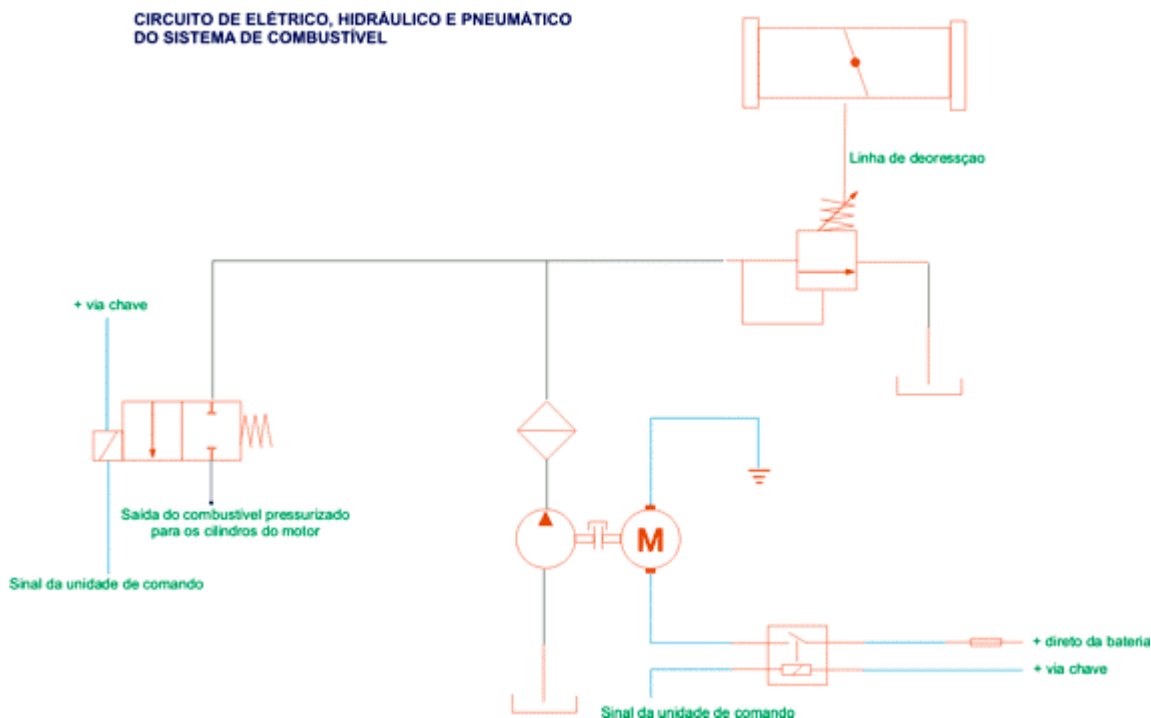 CIRCUITO DE ELÉTRICO, HIDRÁULICO E PNEUMÁTICO
DO SISTEMA DE COMBUSTÍVEL
Linha de deoressçao
+ via chave
Saída do combustível pressurizado
para os cilindros do motor
Sinal da unidade de comando
M
+ direto da bateria
+ via chave
Sinal da unidade de comando